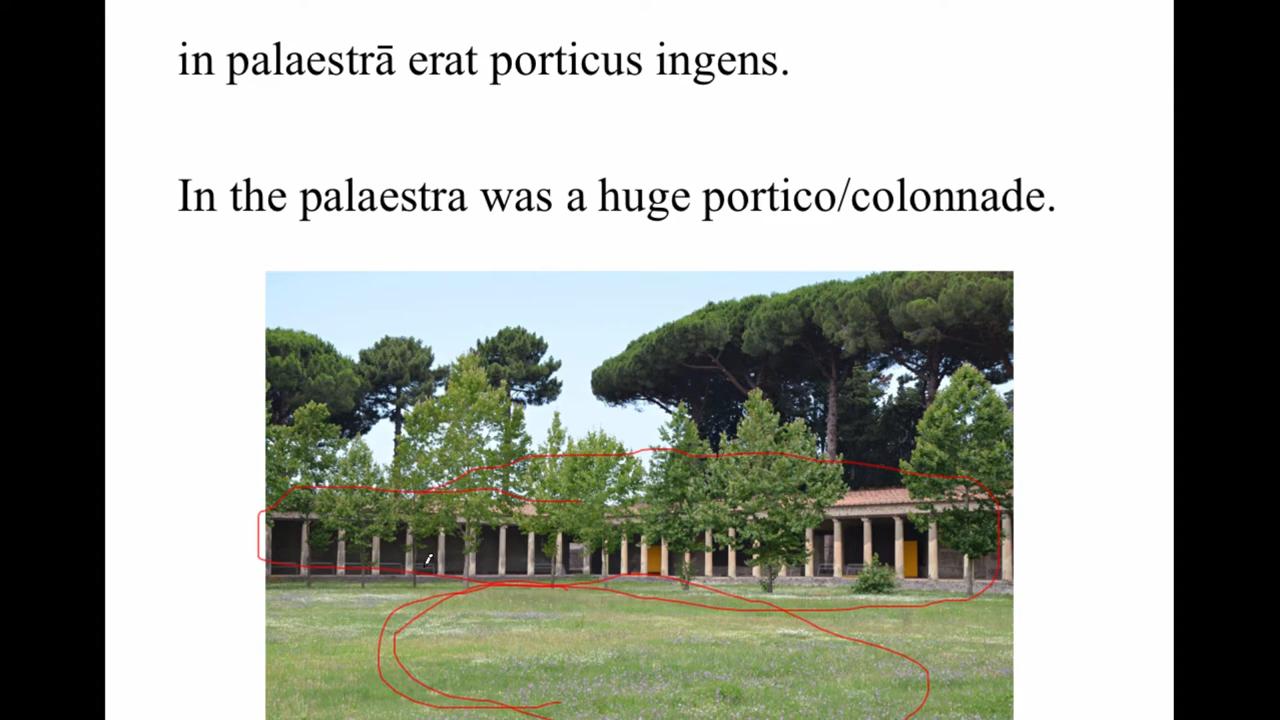 in palaestrā erat porticus ingens.
In the palaestra was a huge portico/colonnade.